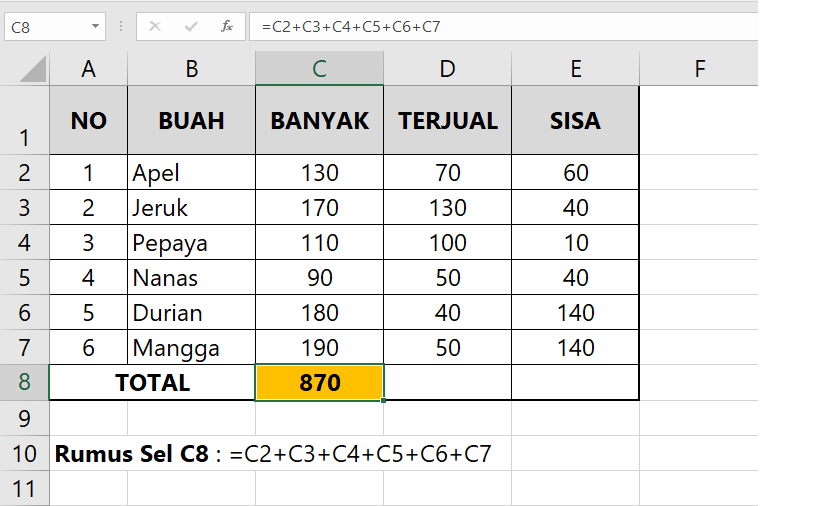 C8 fx =C2+C3+C4+C5+C6+C7
A B C D E F
1 NO BUAH BANYAK TERJUAL SISA
2 1 Apel 130 70 60
3 2 Jeruk 170 130 40
4 3 Pepaya 110 100 10
5 4 Nanas 90 50 40
6 5 Durian 180 40 140
7 6 Mangga 190 50 140
8 TOTAL 870
9
10 Rumus Sel C8 : =C2+C3+C4+C5+C6+C7
11